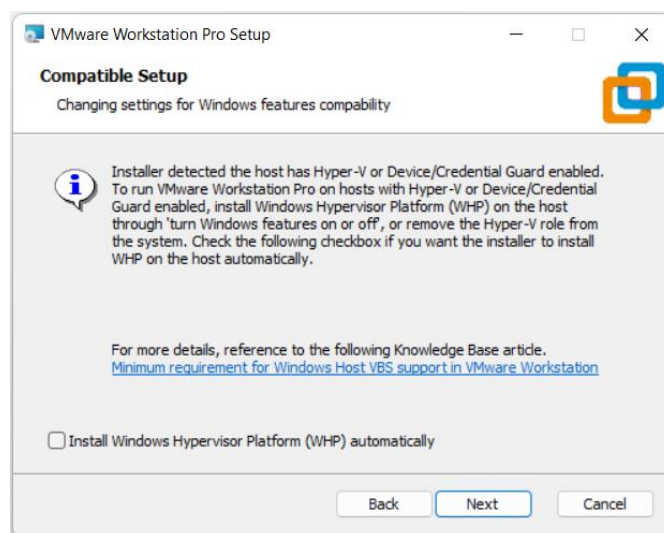 VMware Workstation Pro Setup
Compatible Setup
Changing settings for Windows features compability
Installer detected the host has Hyper-V or Device/Credential Guard enabled.
To run VMware Workstation Pro on hosts with Hyper-V or Device/Credential
Guard enabled, install Windows Hypervisor Platform (WHP) on the host
through 'turn Windows features on or off', or remove the Hyper-V role from
the system. Check the following checkbox if you want the installer to install
WHP on the host automatically.
For more details, reference to the following Knowledge Base article.
Minimum requirement for Windows Host VBS support in VMware Workstation
Install Windows Hypervisor Platform (WHP) automatically
Back Next Cancel